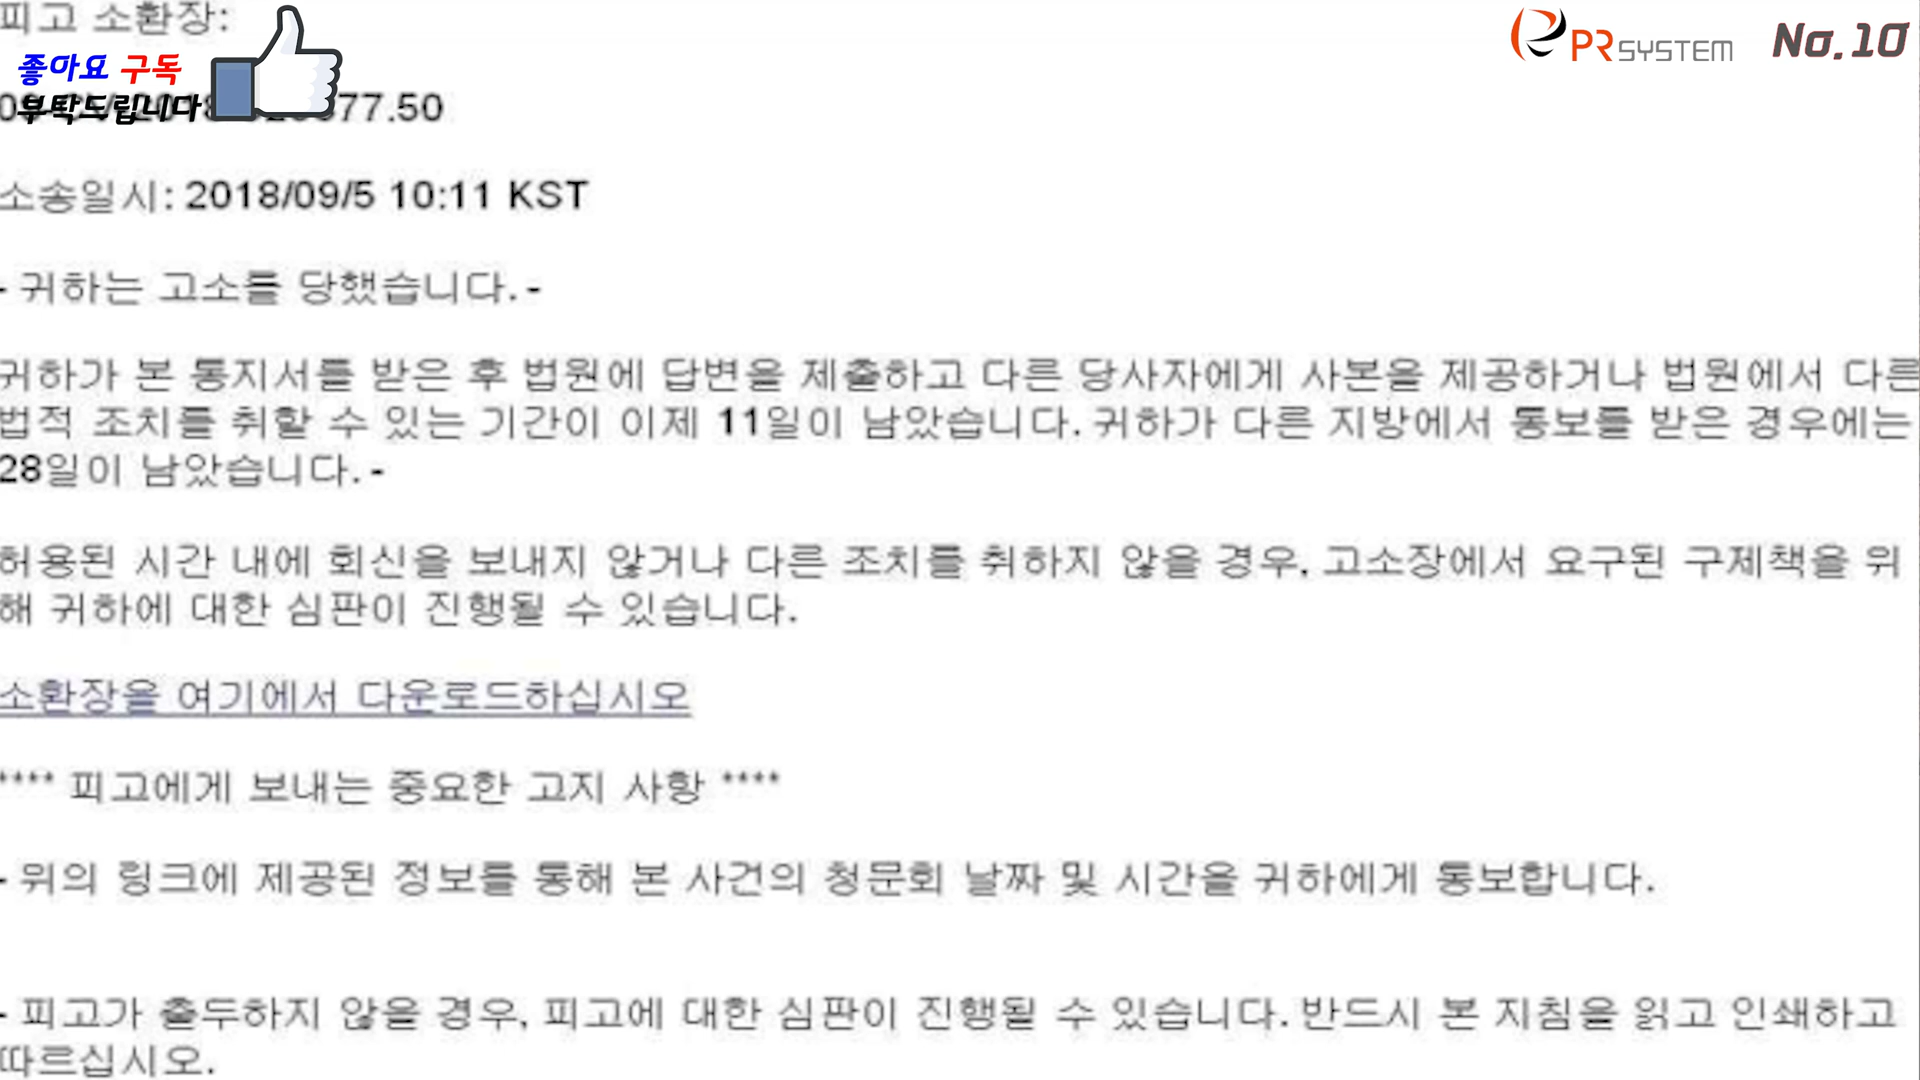 피고 소환장:
PR SYSTEM No.10
좋아요 구독
부탁드립니다
77.50
소송일시: 2018/09/5 10:11 KST
- 귀하는 고소를 당했습니다. -
귀하가 본 통지서를 받은 후 법원에 답변을 제출하고 다른 당사자에게 사본을 제공하거나 법원에서 다른
법적 조치를 취할 수 있는 기간이 이제 11일이 남았습니다. 귀하가 다른 지방에서 통보를 받은 경우에는
28일이 남았습니다. -
허용된 시간 내에 회신을 보내지 않거나 다른 조치를 취하지 않을 경우, 고소장에서 요구된 구제책을 위
해 귀하에 대한 심판이 진행될 수 있습니다.
소환장을 여기에서 다운로드하십시오
**** 피고에게 보내는 중요한 고지 사항 ****
- 위의 링크에 제공된 정보를 통해 본 사건의 청문회 날짜 및 시간을 귀하에게 통보합니다.
- 피고가 출두하지 않을 경우, 피고에 대한 심판이 진행될 수 있습니다. 반드시 본 지침을 읽고 인쇄하고
따르십시오.